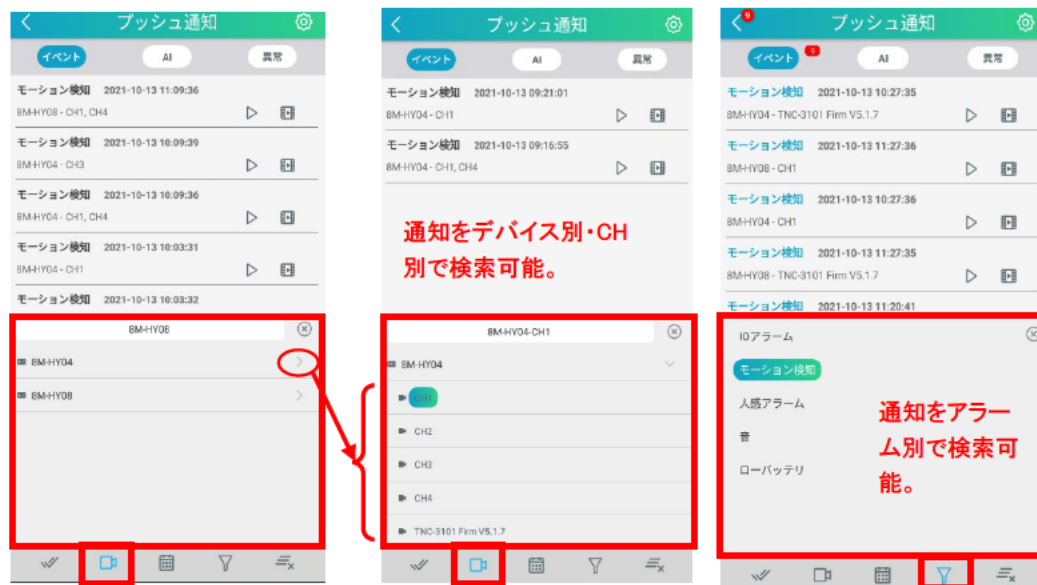 プッシュ通知
イベント
AI
異常
モーション検知 2021-10-13 11:09:36
8M-HY08 - CH1, CH4
モーション検知 2021-10-13 10:09:39
8M-HY04 - CH3
モーション検知 2021-10-13 10:09:36
8M-HY04 - CH1, CH4
モーション検知 2021-10-13 10:03:31
8M-HY04 - CH1
モーション検知 2021-10-13 10:03:32
8M-HY08
8M-HY04
8M-HY08
プッシュ通知
イベント
AI
異常
モーション検知 2021-10-13 09:21:01
8M-HY04 - CH1
モーション検知 2021-10-13 09:16:55
8M-HY04 - CH1, CH4
通知をデバイス別・CH
別で検索可能。
8M-HY04-CH1
8M-HY04
CH1
CH2
CH3
CH4
TNC-3101 Firm V5.1.7
9
プッシュ通知
イベント
9
AI
異常
モーション検知 2021-10-13 10:27:35
8M-HY04 - TNC-3101 Firm V5.1.7
モーション検知 2021-10-13 11:27:36
8M-HY08 - CH1
モーション検知 2021-10-13 10:27:36
8M-HY04 - CH1
モーション検知 2021-10-13 11:27:35
8M-HY08 - TNC-3101 Firm V5.1.7
モーション検知 2021-10-13 11:20:41
IOアラーム
モーション検知
人感アラーム
音
ローバッテリ
通知をアラー
ム別で検索可
能。